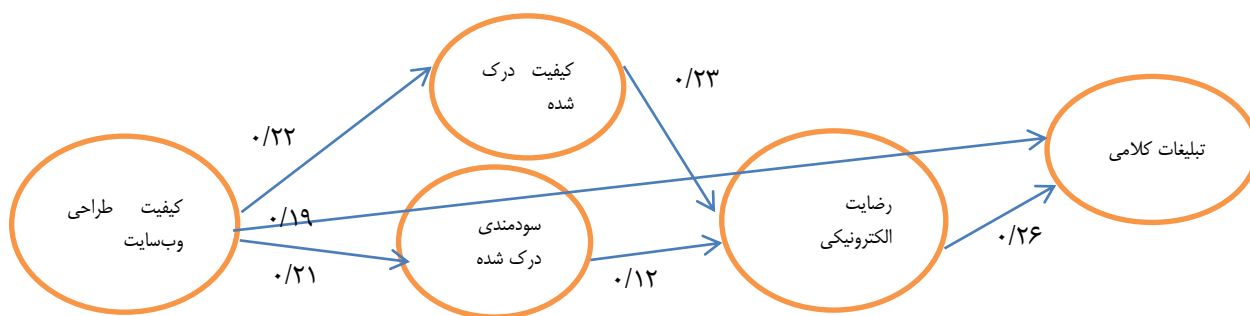 کیفیت درک
شده
۰/۲۳
۰/۲۲
تبلیغات کلامی
کیفیت طراحی
وب‌سایت
۰/۱۹
سودمندی
درک شده
رضایت
الکترونیکی
۰/۲۱
۰/۱۲
۰/۲۶